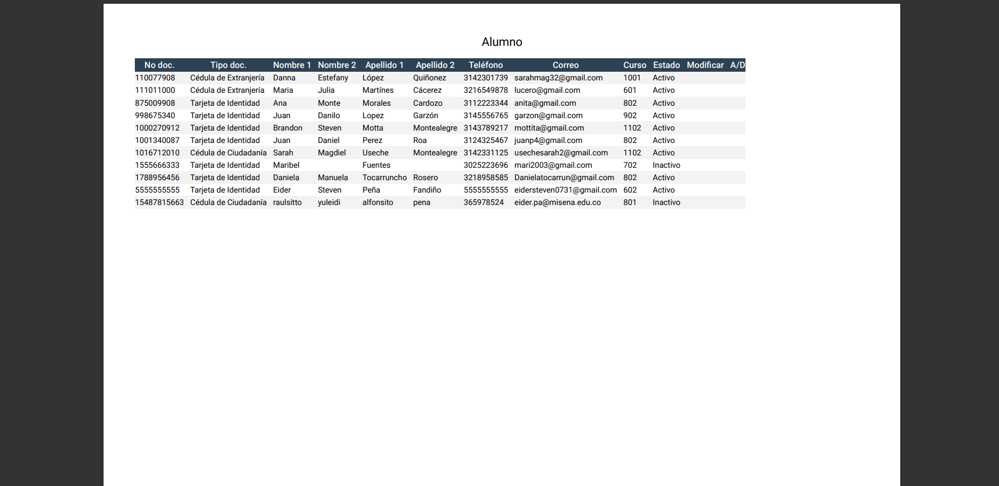 Alumno
No doc. Tipo doc. Nombre 1 Nombre 2 Apellido 1 Apellido 2 Teléfono Correo Curso Estado Modificar A/D
110077908 Cédula de Extranjería Danna Estefany López Quiñonez 3142301739 sarahmag32@gmail.com 1001 Activo
111011000 Cédula de Extranjería Maria Julia Martínes Cácerez 3216549878 lucero@gmail.com 601 Activo
875009908 Tarjeta de Identidad Ana Monte Morales Cardozo 3112223344 anita@gmail.com 802 Activo
998675340 Tarjeta de Identidad Juan Danilo Lopez Garzón 3145556765 garzon@gmail.com 902 Activo
1000270912 Tarjeta de Identidad Brandon Steven Motta Montealegre 3143789217 mottita@gmail.com 1102 Activo
1001340087 Tarjeta de Identidad Juan Daniel Perez Roa 3124325467 juanp4@gmail.com 802 Activo
1016712010 Cédula de Ciudadanía Sarah Magdiel Useche Montealegre 3142331125 usechesarah2@gmail.com 1102 Activo
1555666333 Tarjeta de Identidad Maribel Fuentes 3025223696 mari2003@gmail.com 702 Inactivo
1788956456 Tarjeta de Identidad Daniela Manuela Tocarruncho Rosero 3218958585 Danielatocarrun@gmail.com 802 Activo
5555555555 Tarjeta de Identidad Eider Steven Peña Fandiño 5555555555 eidersteven0731@gmail.com 602 Activo
15487815663 Cédula de Ciudadanía raulsitto yuleidi alfonsito pena 365978524 eider.pa@misena.edu.co 801 Inactivo